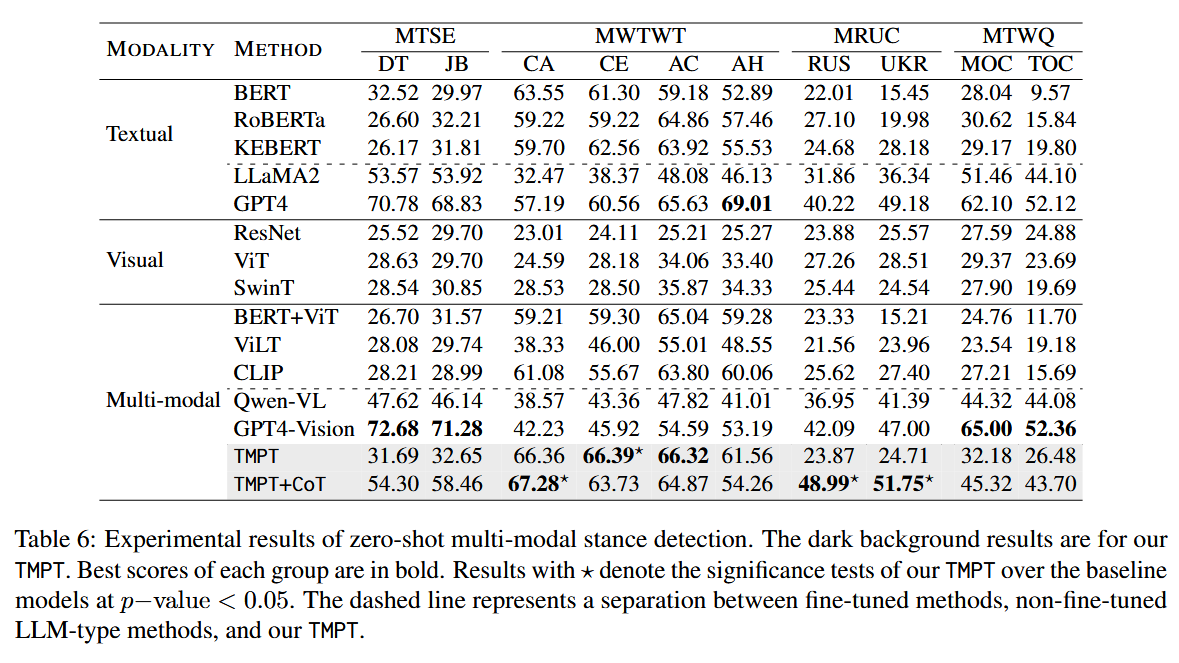 MODALITY METHOD MTSE MWTWT MRUC MTWQ
DT JB CA CE AC AH RUS UKR MOC TOC
Textual
BERT 32.52 29.97 63.55 61.30 59.18 52.89 22.01 15.45 28.04 9.57
RoBERTa 26.60 32.21 59.22 59.22 64.86 57.46 27.10 19.98 30.62 15.84
KEBERT 26.17 31.81 59.70 62.56 63.92 55.53 24.68 28.18 29.17 19.80
LLaMA2 53.57 53.92 32.47 38.37 48.08 46.13 31.86 36.34 51.46 44.10
GPT4 70.78 68.83 57.19 60.56 65.63 69.01 40.22 49.18 62.10 52.12
Visual
ResNet 25.52 29.70 23.01 24.11 25.21 25.27 23.88 25.57 27.59 24.88
ViT 28.63 29.70 24.59 28.18 34.06 33.40 27.26 28.51 29.37 23.69
SwinT 28.54 30.85 28.53 28.50 35.87 34.33 25.44 24.54 27.90 19.69
Multi-modal
BERT+ViT 26.70 31.57 59.21 59.30 65.04 59.28 23.33 15.21 24.76 11.70
ViLT 28.08 29.74 38.33 46.00 55.01 48.55 21.56 23.96 23.54 19.18
CLIP 28.21 28.99 61.08 55.67 63.80 60.06 25.62 27.40 27.21 15.69
Qwen-VL 47.62 46.14 38.57 43.36 47.82 41.01 36.95 41.39 44.32 44.08
GPT4-Vision 72.68 71.28 42.23 45.92 54.59 53.19 42.09 47.00 65.00 52.36
TMPT 31.69 32.65 66.36 66.39⋆ 66.32 61.56 23.87 24.71 32.18 26.48
TMPT+CoT 54.30 58.46 67.28⋆ 63.73 64.87 54.26 48.99⋆ 51.75⋆ 45.32 43.70
Table 6: Experimental results of zero-shot multi-modal stance detection. The dark background results are for our
TMPT. Best scores of each group are in bold. Results with ⋆ denote the significance tests of our TMPT over the baseline
models at p−value < 0.05. The dashed line represents a separation between fine-tuned methods, non-fine-tuned
LLM-type methods, and our TMPT.